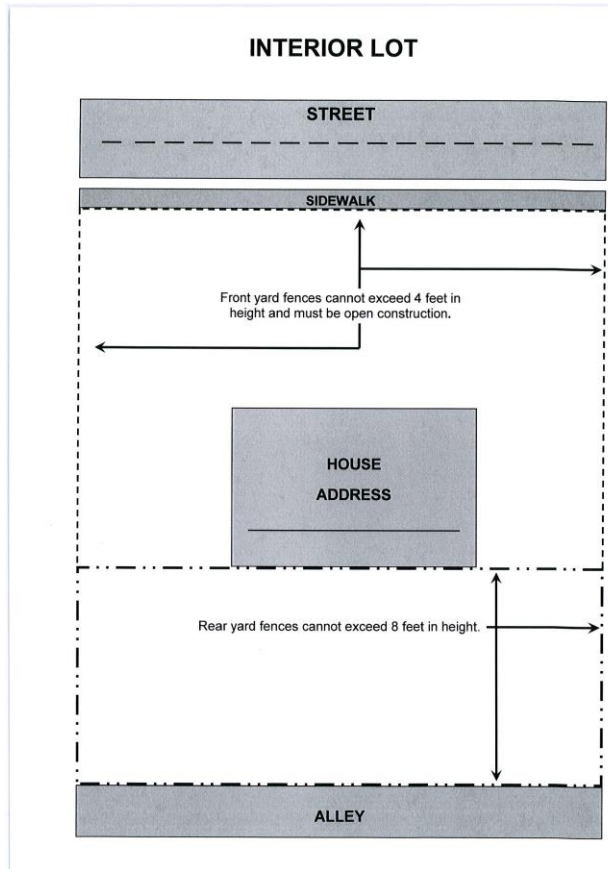 INTERIOR LOT
STREET
SIDEWALK
Front yard fences cannot exceed 4 feet in
height and must be open construction.
HOUSE
ADDRESS
Rear yard fences cannot exceed 8 feet in height.
ALLEY